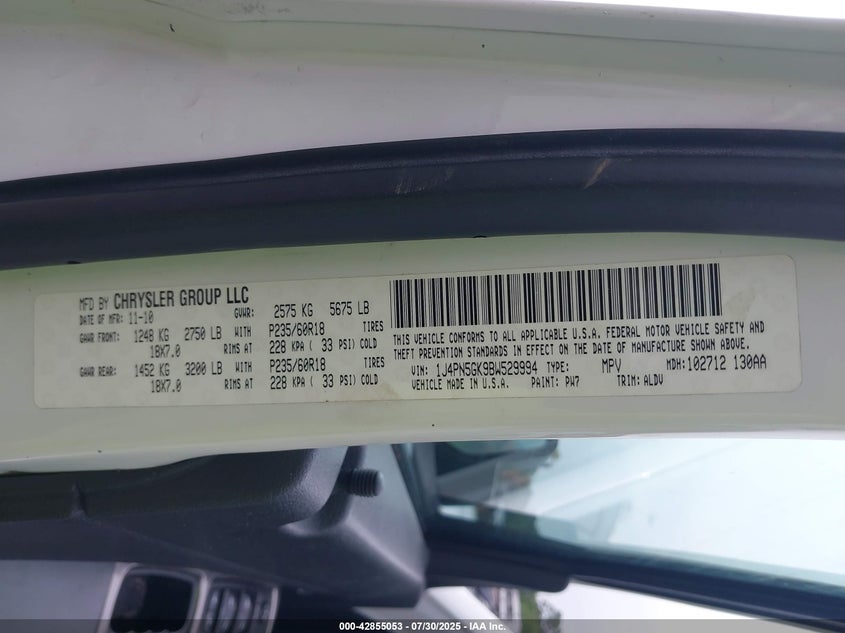 MFD BY CHRYSLER GROUP LLC
DATE OF MFR: 11-10 GVWR: 2575 KG 5675 LB
GAWR FRONT: 1248 KG 2750 LB WITH P235/60R18 TIRES
18X7.0 RIMS AT 228 KPA ( 33 PSI) COLD
GAWR REAR: 1452 KG 3200 LB WITH P235/60R18 TIRES
18X7.0 RIMS AT 228 KPA ( 33 PSI) COLD
THIS VEHICLE CONFORMS TO ALL APPLICABLE U.S.A. FEDERAL MOTOR VEHICLE SAFETY AND
THEFT PREVENTION STANDARDS IN EFFECT ON THE DATE OF MANUFACTURE SHOWN ABOVE.
VIN: 1J4PN5GK9BW529994 TYPE: MPV MDH: 102712 130AA
VEHICLE MADE IN U.S.A. PAINT: PW7 TRIM: ALDV
000-42855053 - 07/30/2025 - IAA Inc.